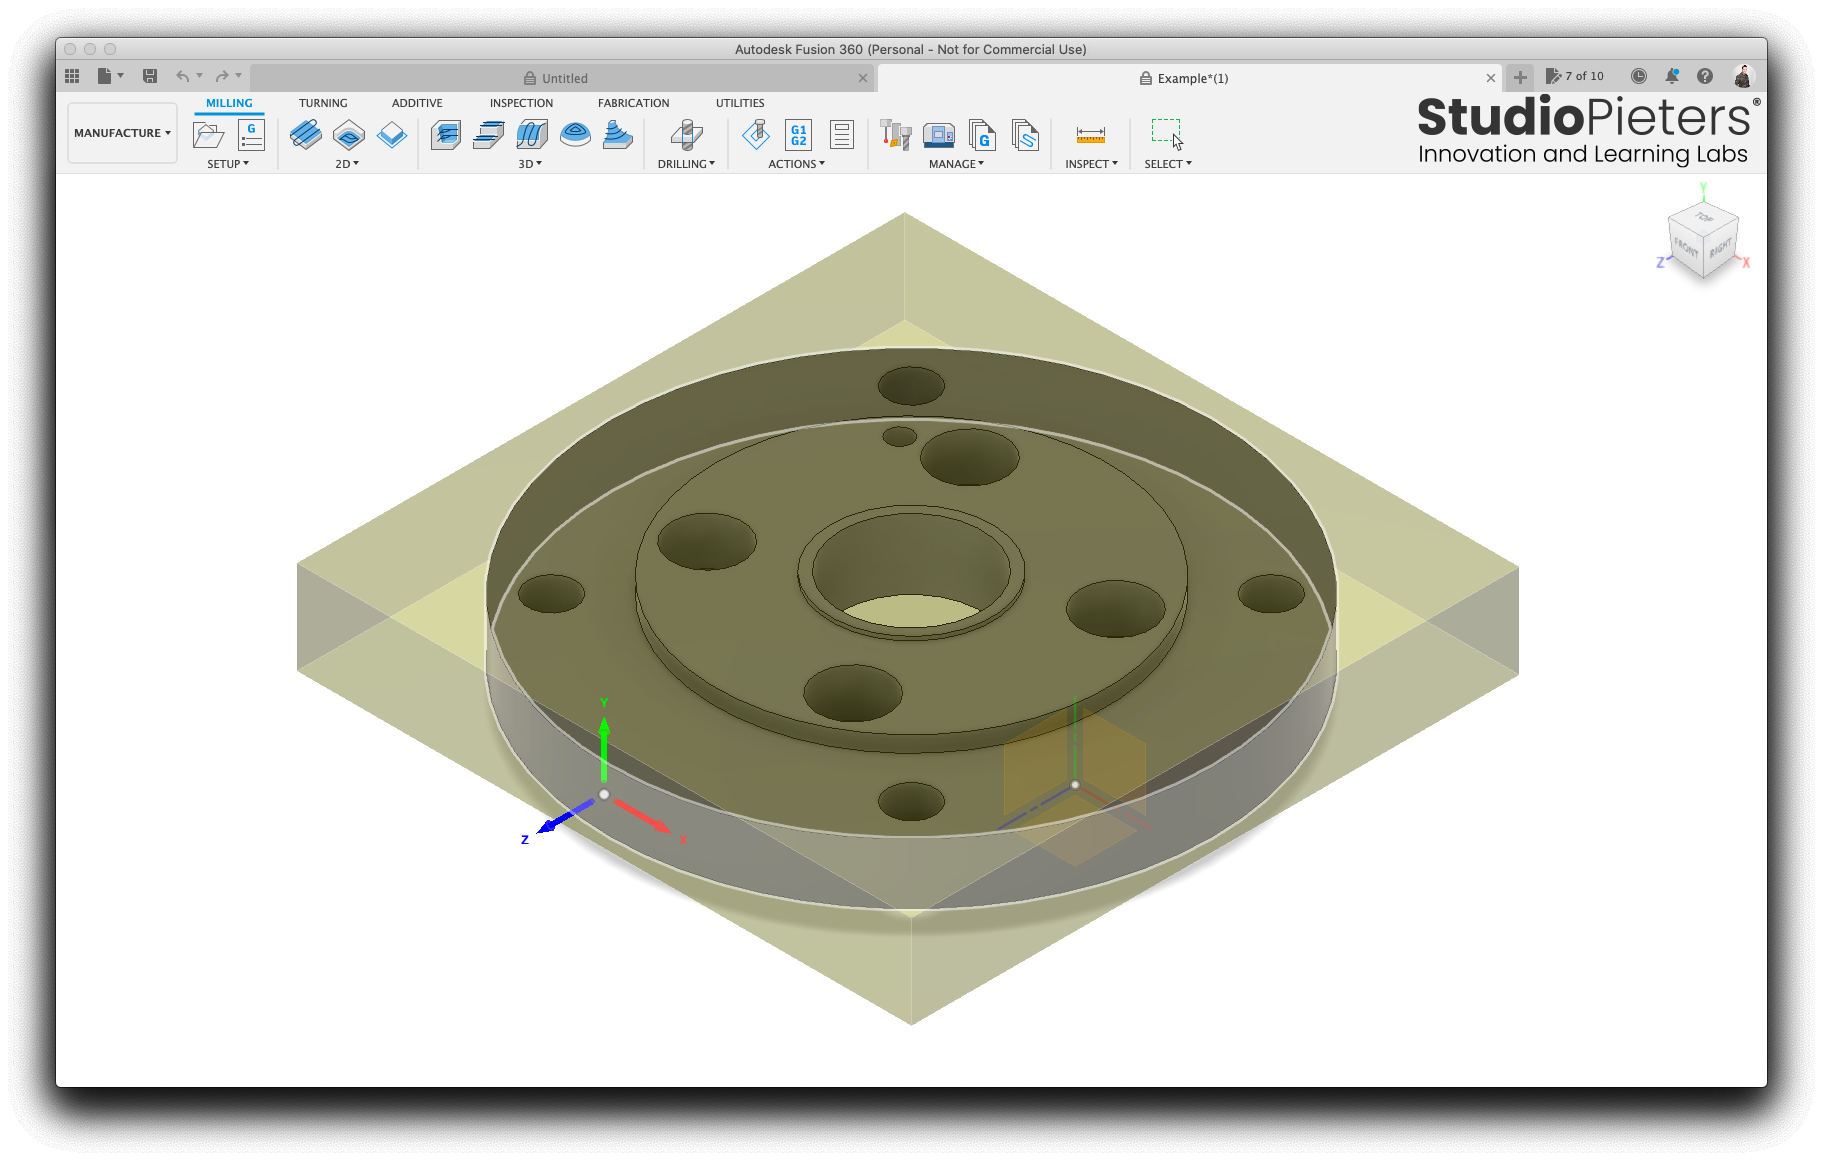 Autodesk Fusion 360 (Personal - Not for Commercial Use)
Untitled
Example*(1)
7 of 10
MANUFACTURE
MILLING
TURNING
ADDITIVE
INSPECTION
FABRICATION
UTILITIES
G
G1
G2
G
SETUP
2D
3D
DRILLING
ACTIONS
MANAGE
INSPECT
SELECT
StudioPieters®
Innovation and Learning Labs
Y
TOP
FRONT
RIGHT
Z
X
Y
Z
X